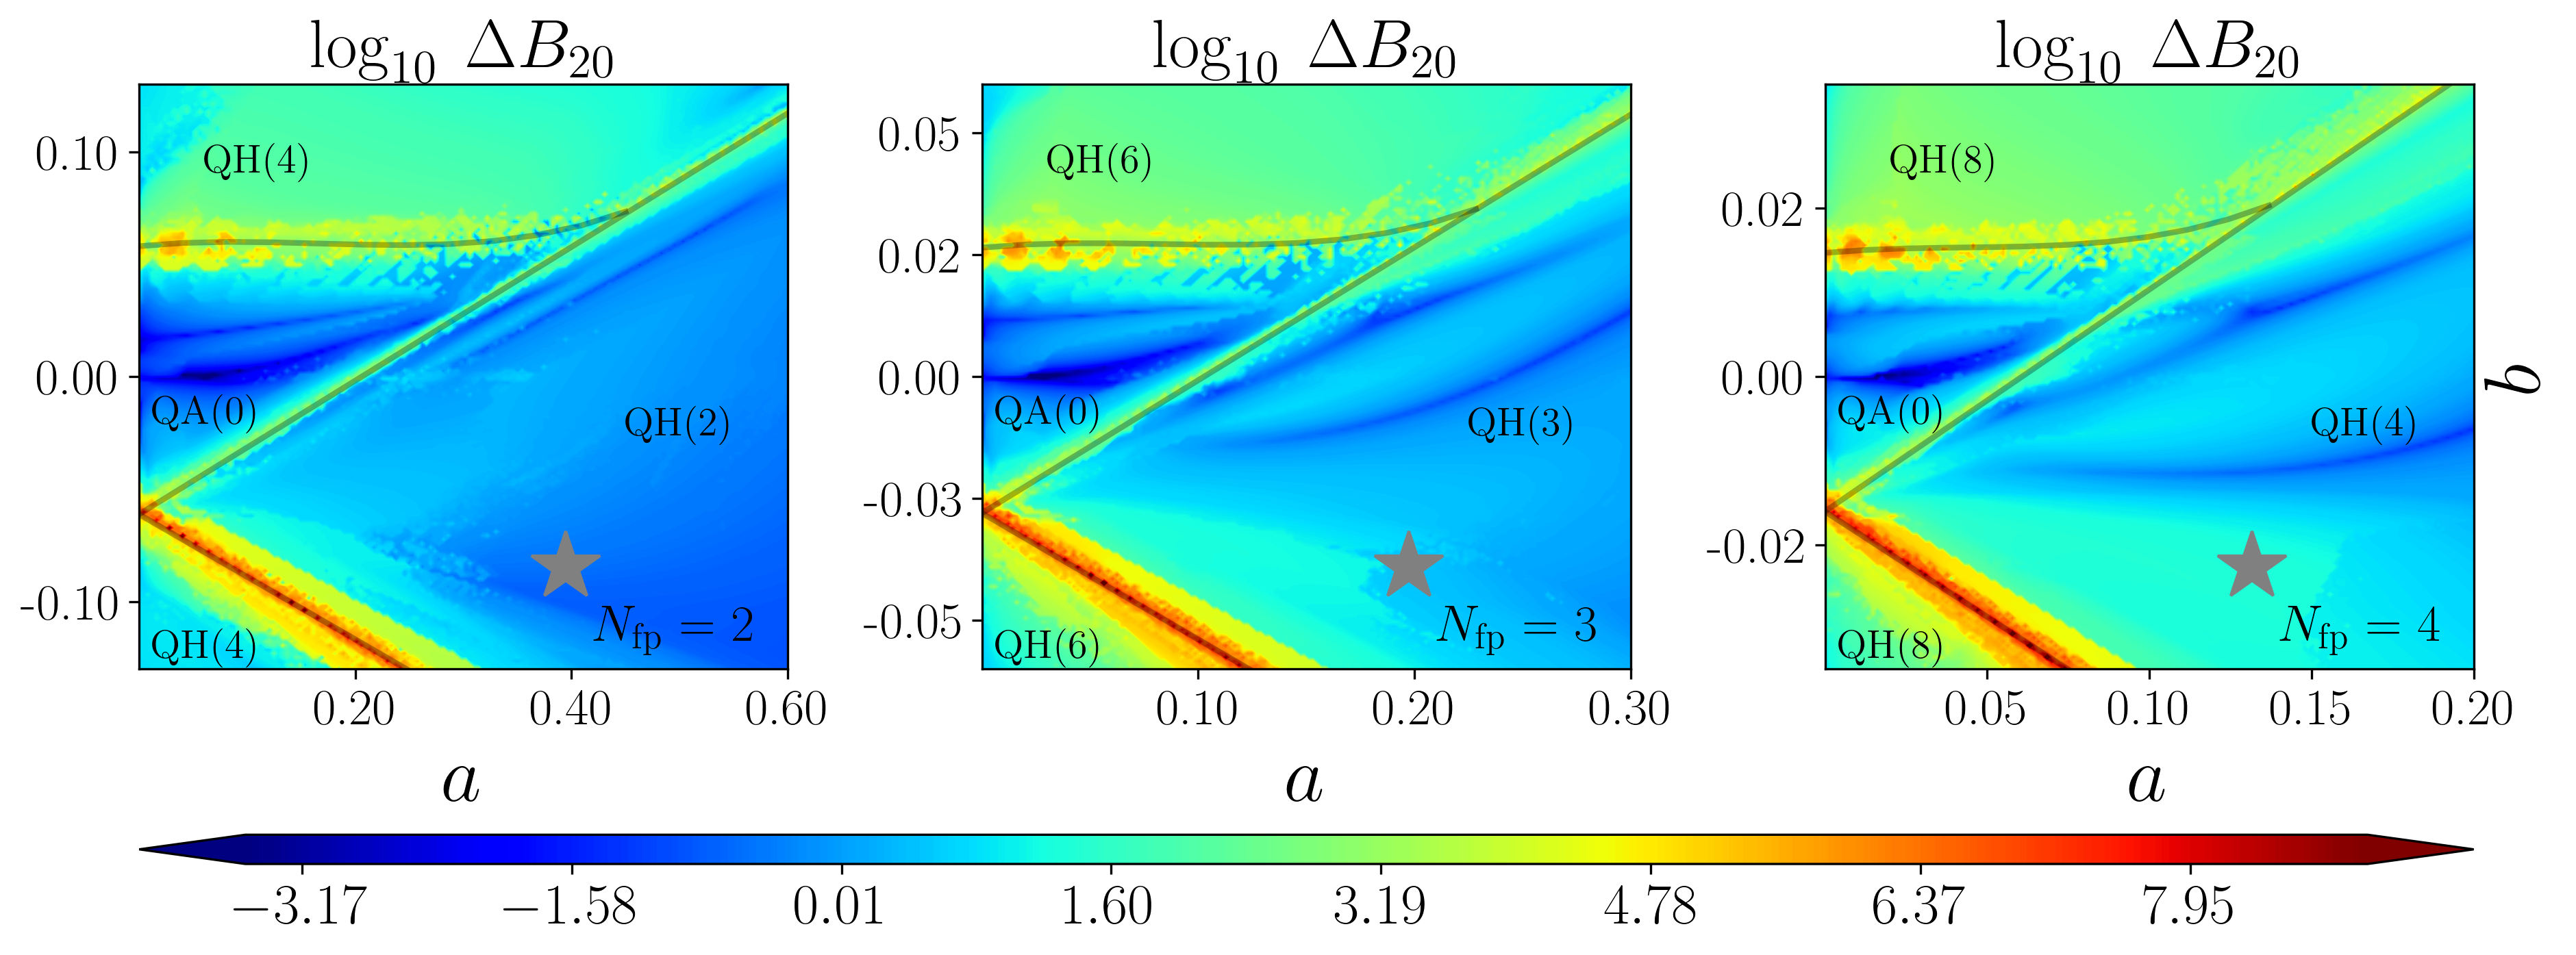 log₁₀ ΔB₂₀
log₁₀ ΔB₂₀
log₁₀ ΔB₂₀
0.10
0.00
-0.10
QH(4)
QA(0)
QH(2)
QH(4)
N_fp = 2
0.20 0.40 0.60
a
0.05
0.02
0.00
-0.03
-0.05
QH(6)
QA(0)
QH(3)
QH(6)
N_fp = 3
0.10 0.20 0.30
a
0.02
0.00
-0.02
QH(8)
QA(0)
QH(4)
QH(8)
N_fp = 4
0.05 0.10 0.15 0.20
a
b
−3.17 −1.58 0.01 1.60 3.19 4.78 6.37 7.95